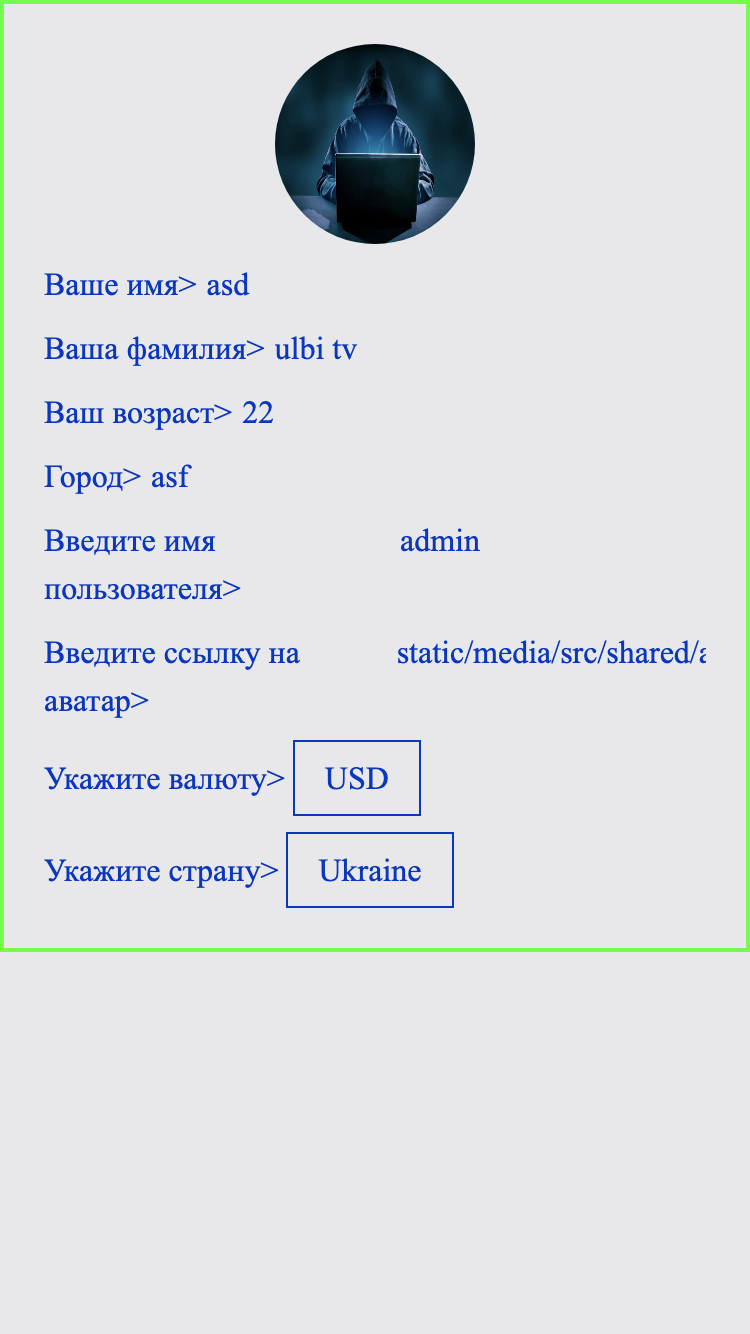 Ваше имя> asd
Ваша фамилия> ulbi tv
Ваш возраст> 22
Город> asf
Введите имя пользователя> admin
Введите ссылку на аватар> static/media/src/shared/a
Укажите валюту> USD
Укажите страну> Ukraine